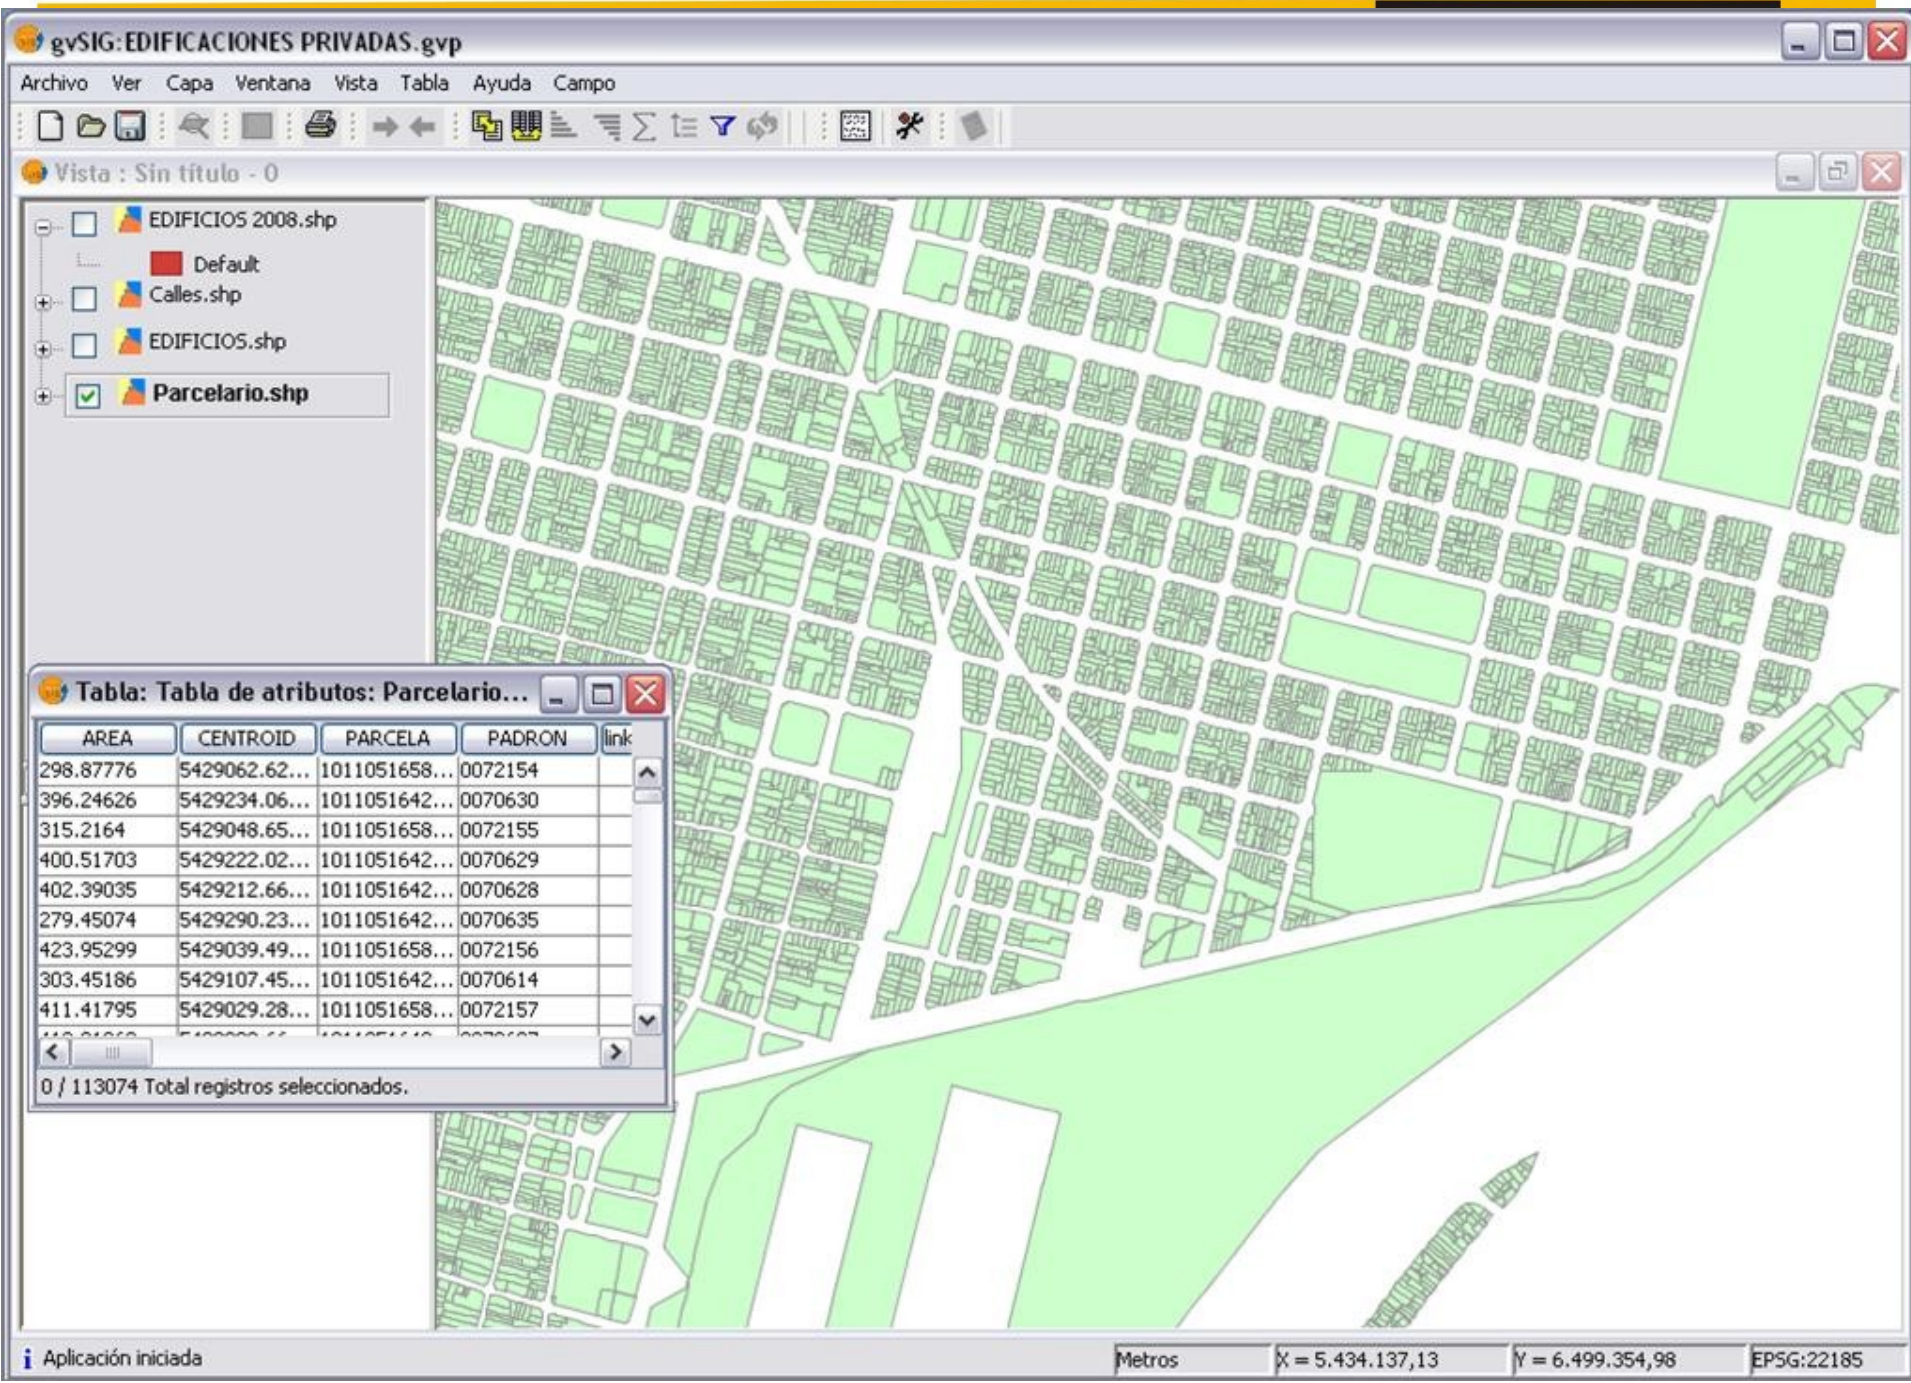 gvSIG:EDIFICACIONES PRIVADAS.gvp
Archivo Ver Capa Ventana Vista Tabla Ayuda Campo
Vista : Sin título - 0
EDIFICIOS 2008.shp
Default
Calles.shp
EDIFICIOS.shp
Parcelario.shp
Tabla: Tabla de atributos: Parcelario...
AREA CENTROID PARCELA PADRON link
298.87776 5429062.62... 1011051658... 0072154
396.24626 5429234.06... 1011051642... 0070630
315.2164 5429048.65... 1011051658... 0072155
400.51703 5429222.02... 1011051642... 0070629
402.39035 5429212.66... 1011051642... 0070628
279.45074 5429290.23... 1011051642... 0070635
423.95299 5429039.49... 1011051658... 0072156
303.45186 5429107.45... 1011051642... 0070614
411.41795 5429029.28... 1011051658... 0072157
0 / 113074 Total registros seleccionados.
Aplicación iniciada
Metros
X = 5.434.137,13
Y = 6.499.354,98
EPSG:22185